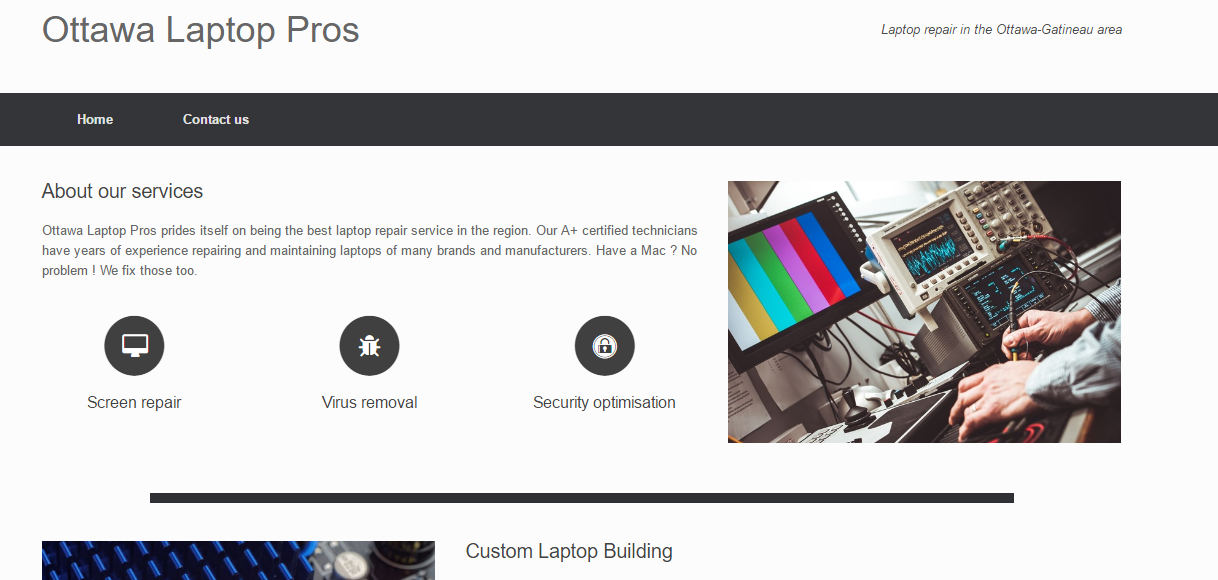 Ottawa Laptop Pros
Laptop repair in the Ottawa-Gatineau area
Home
Contact us
About our services
Ottawa Laptop Pros prides itself on being the best laptop repair service in the region. Our A+ certified technicians
have years of experience repairing and maintaining laptops of many brands and manufacturers. Have a Mac ? No
problem ! We fix those too.
Screen repair
Virus removal
Security optimisation
Custom Laptop Building